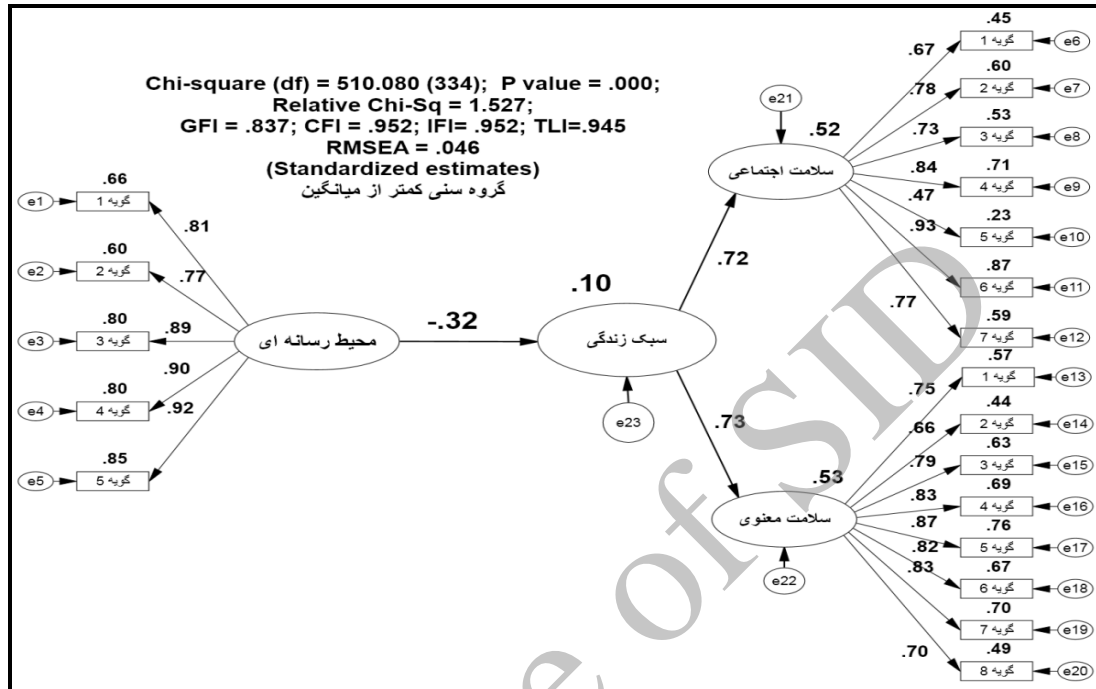 Chi-square (df) = 510.080 (334); P value = .000;
Relative Chi-Sq = 1.527;
GFI = .837; CFI = .952; IFI= .952; TLI=.945
RMSEA = .046
(Standardized estimates)
گروه سنی کمتر از میانگین
.66
e1
گویه 1
.81
.60
e2
گویه 2
.77
.80
e3
گویه 3
.89
.80
e4
گویه 4
.90
.85
e5
گویه 5
.92
محیط رسانه ای
-.32
.10
سبک زندگی
e23
.72
.73
e21
.52
سلامت اجتماعی
.67
.45
گویه 1
e6
.78
.60
گویه 2
e7
.73
.53
گویه 3
e8
.84
.71
گویه 4
e9
.47
.23
گویه 5
e10
.93
.87
گویه 6
e11
.77
.59
گویه 7
e12
.53
سلامت معنوی
e22
.75
.57
گویه 1
e13
.66
.44
گویه 2
e14
.79
.63
گویه 3
e15
.83
.69
گویه 4
e16
.87
.76
گویه 5
e17
.82
.67
گویه 6
e18
.83
.70
گویه 7
e19
.70
.49
گویه 8
e20
e of SID